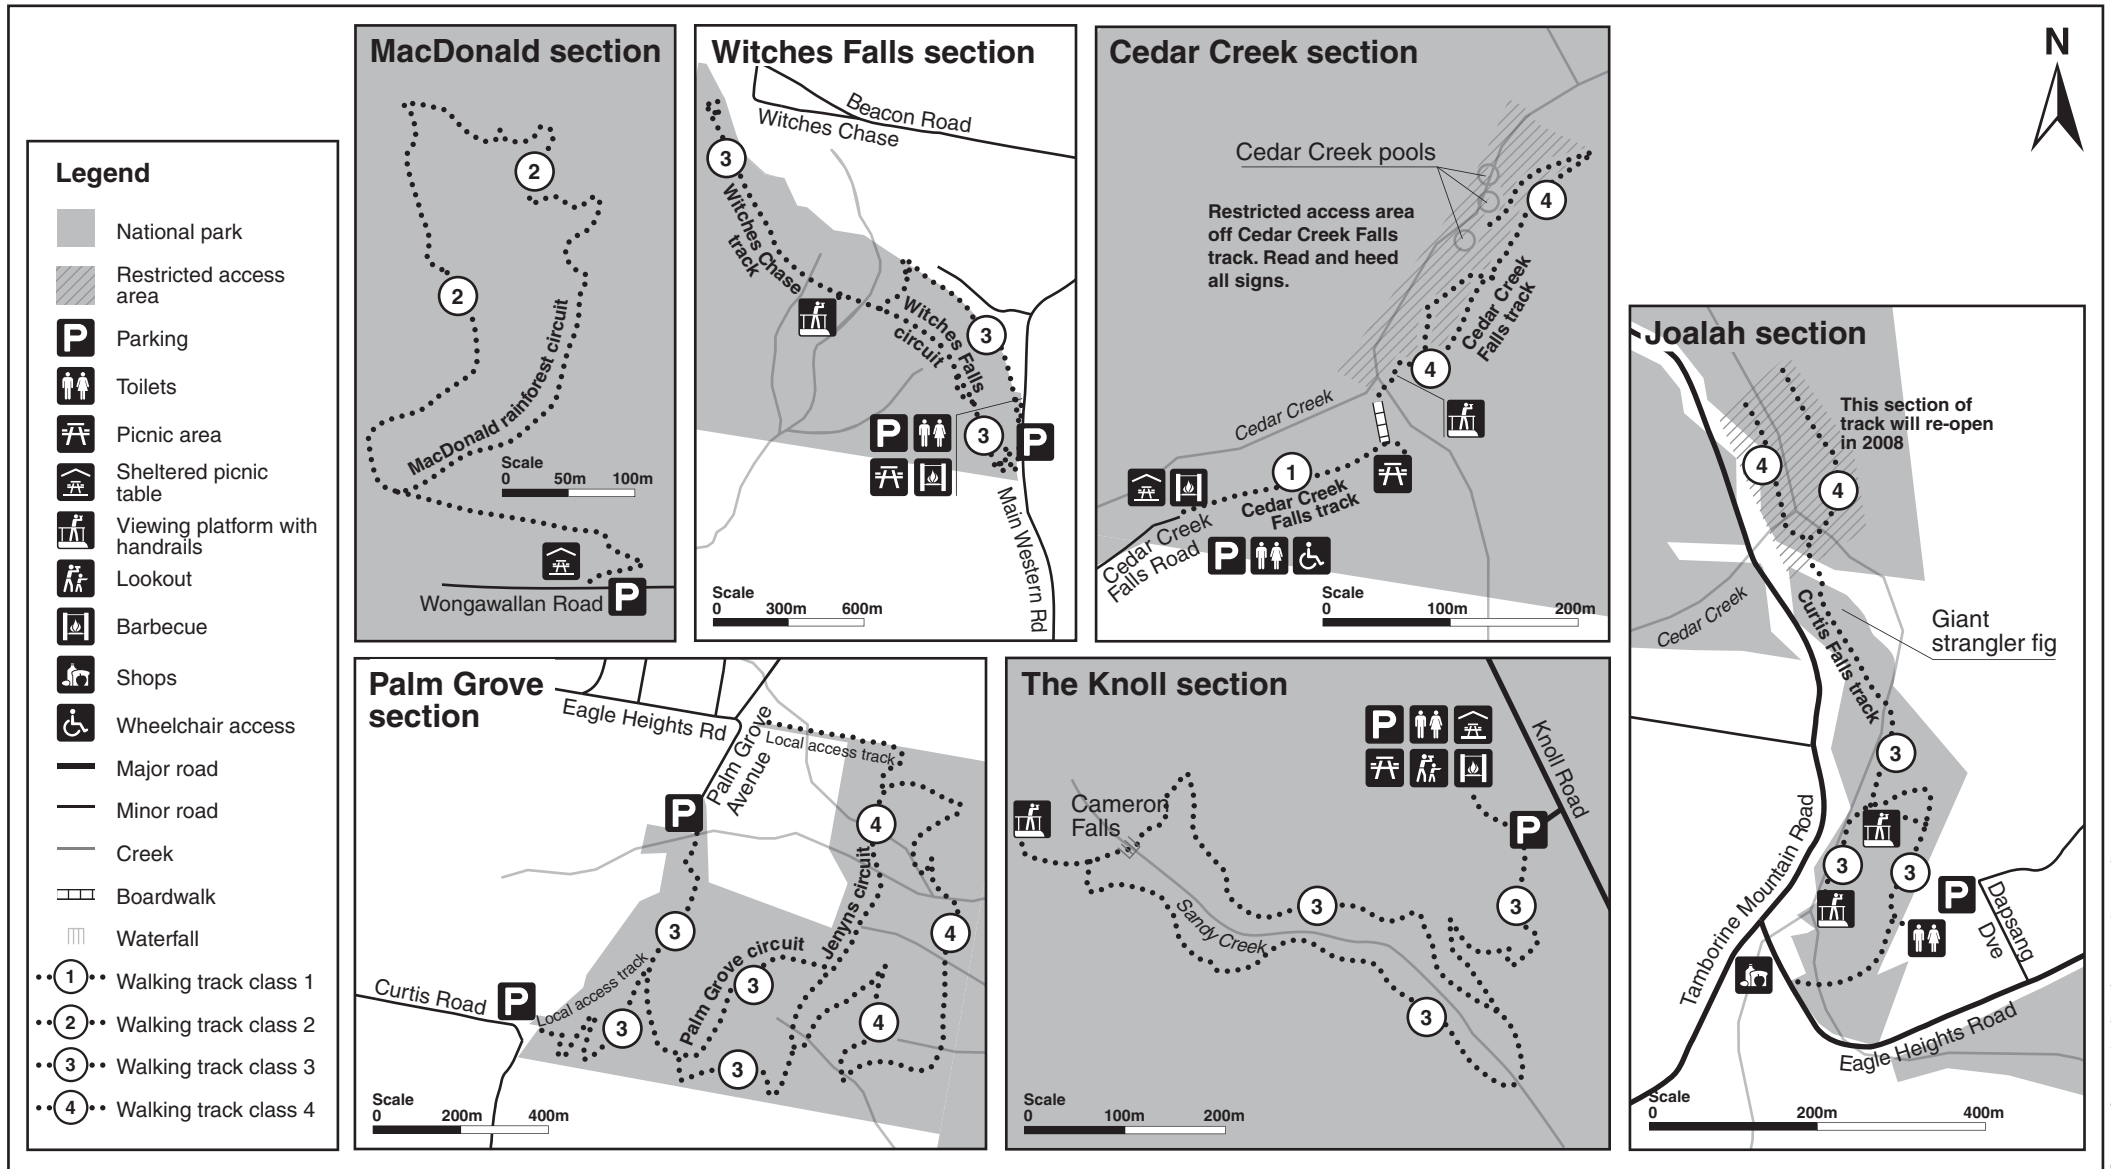 N
Legend
National park
Restricted access
area
P
Parking
Toilets
Picnic area
Sheltered picnic
table
Viewing platform with
handrails
Lookout
Barbecue
Shops
Wheelchair access
Major road
Minor road
Creek
Boardwalk
Waterfall
1
Walking track class 1
2
Walking track class 2
3
Walking track class 3
4
Walking track class 4
MacDonald section
2
2
MacDonald rainforest circuit
Scale
0 50m 100m
Wongawallan Road
P
Witches Falls section
Beacon Road
Witches Chase
3
Witches Chase
track
Witches Falls
circuit
3
P
3
P
Main Western Rd
Scale
0 300m 600m
Cedar Creek section
Cedar Creek pools
4
Restricted access area
off Cedar Creek Falls
track. Read and heed
all signs.
Cedar Creek
Falls track
4
Cedar Creek
1
Cedar Creek
Falls track
Cedar Creek
Falls Road
P
Scale
0 100m 200m
Joalah section
This section of
track will re-open
in 2008
4
4
Cedar Creek
Curtis Falls track
Giant
strangler fig
3
3
3
P
Dapsang
Dve
Tamborine Mountain Road
Eagle Heights Road
Scale
0 200m 400m
Palm Grove
section
Eagle Heights Rd
Palm Grove
Avenue
Local access track
P
4
Jenyns circuit
3
4
Palm Grove circuit
3
Local access track
Curtis Road
P
3
4
3
Scale
0 200m 400m
The Knoll section
P
Knoll Road
P
Cameron
Falls
Sandy Creek
3
3
3
Scale
0 100m 200m